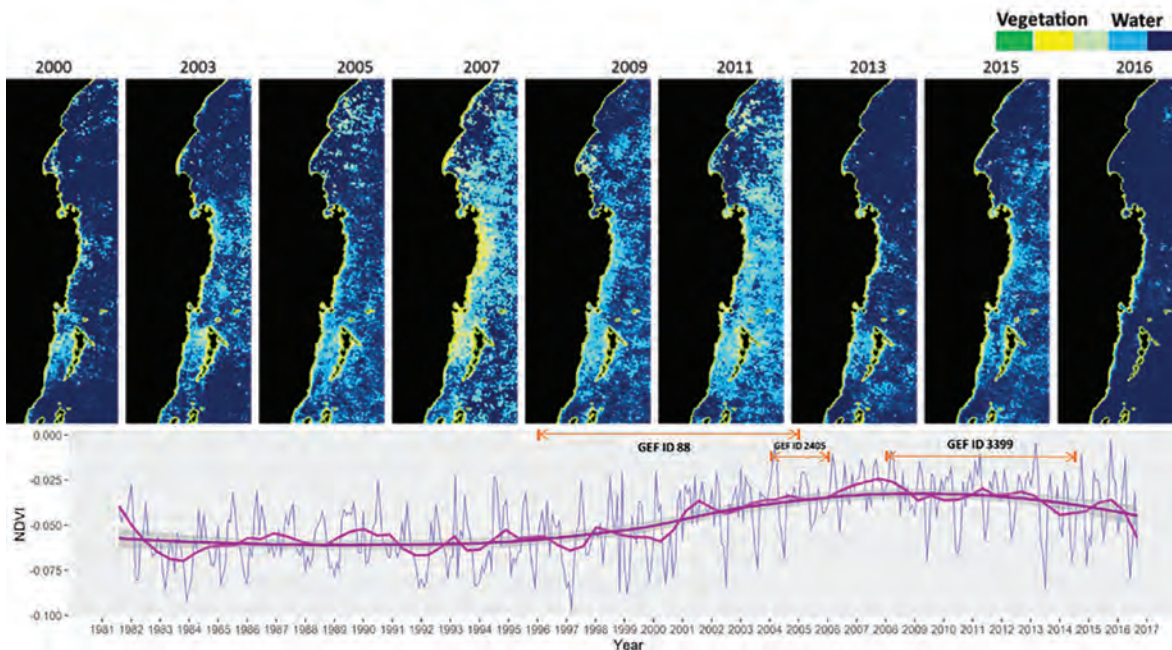 Vegetation Water
2000 2003 2005 2007 2009 2011 2013 2015 2016
0.000
-0.025
-0.050
-0.075
-0.100
NDVI
GEF ID 88
GEF ID 2405
GEF ID 3399
1981 1982 1983 1984 1965 1986 1987 1988 1989 1990 1991 1992 1993 1994 1995 1996 1997 1998 1999 2000 2001 2002 2003 2004 2005 2006 2007 2008 2009 2010 2011 2012 2013 2014 2015 2016 2017
Year